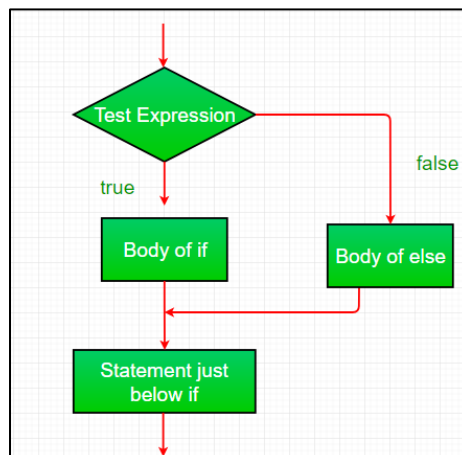 Test Expression
true
false
Body of if
Body of else
Statement just
below if